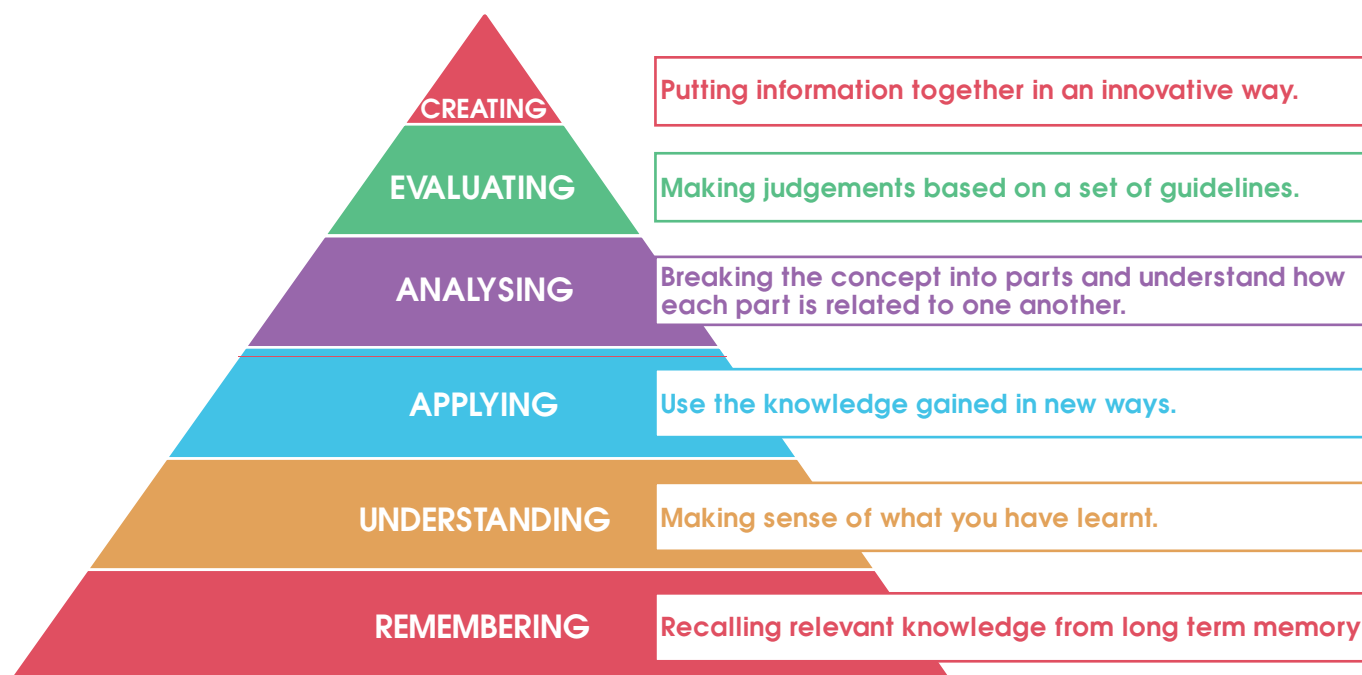 CREATING
Putting information together in an innovative way.
EVALUATING
Making judgements based on a set of guidelines.
ANALYSING
Breaking the concept into parts and understand how
each part is related to one another.
APPLYING
Use the knowledge gained in new ways.
UNDERSTANDING
Making sense of what you have learnt.
REMEMBERING
Recalling relevant knowledge from long term memory